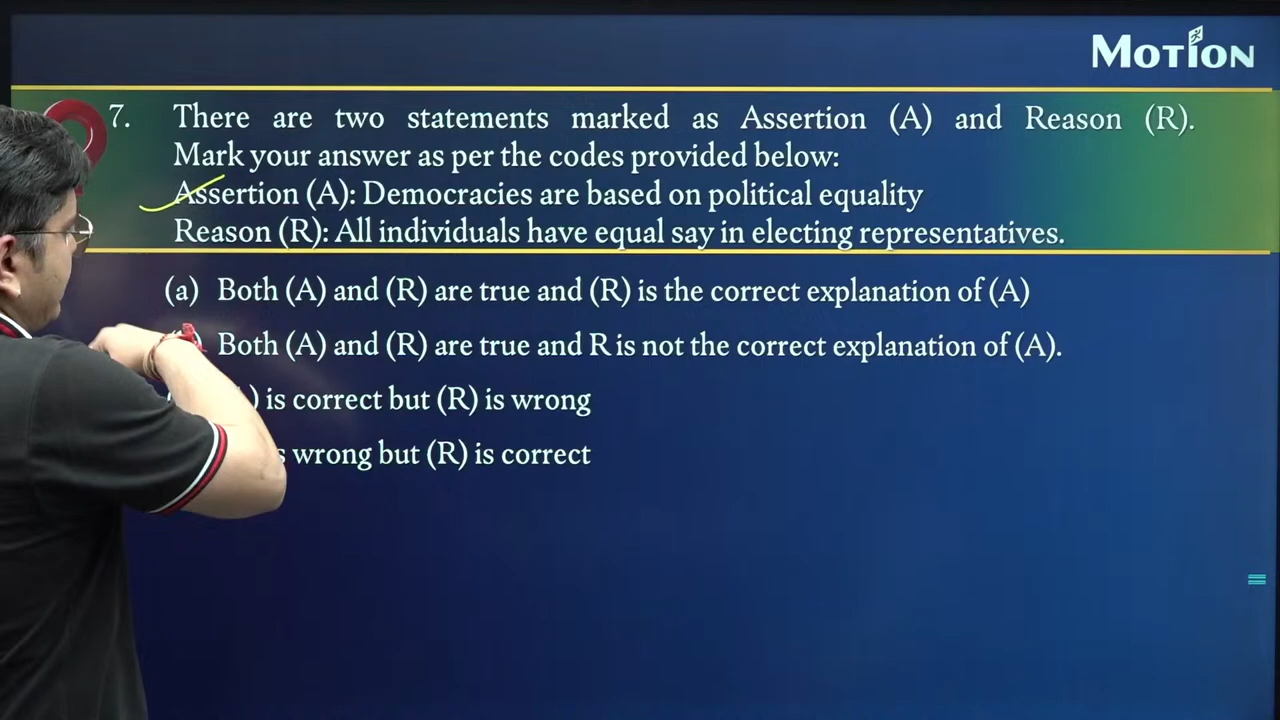 MOTION
7. There are two statements marked as Assertion (A) and Reason (R).
Mark your answer as per the codes provided below:
Assertion (A): Democracies are based on political equality
Reason (R): All individuals have equal say in electing representatives.
(a) Both (A) and (R) are true and (R) is the correct explanation of (A)
Both (A) and (R) are true and R is not the correct explanation of (A).
) is correct but (R) is wrong
wrong but (R) is correct